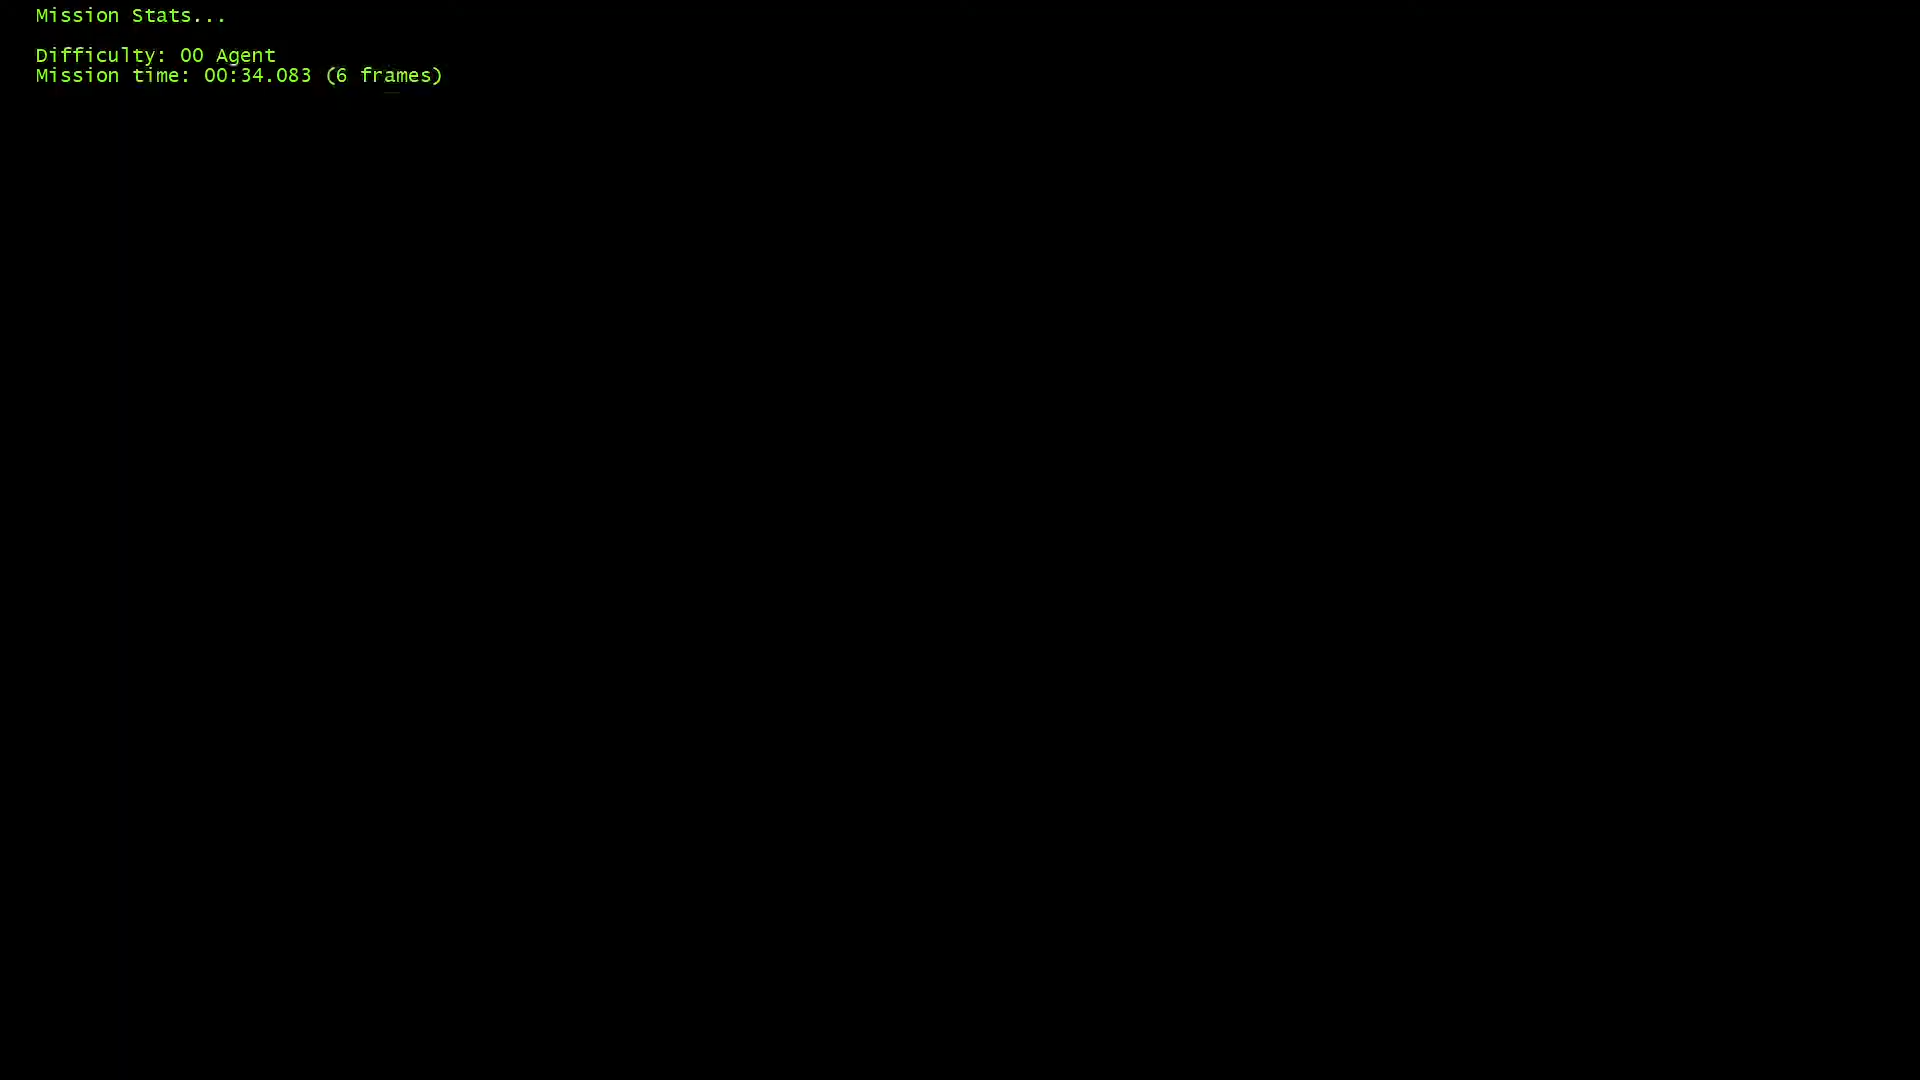 Mission Stats...
Difficulty: 00 Agent
Mission time: 00:34.083 (6 frames)